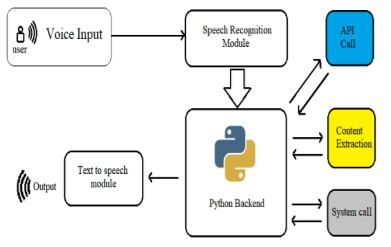 Voice Input
user
Speech Recognition
Module
API
Call
Content
Extraction
Python Backend
Text to speech
module
Output
System call